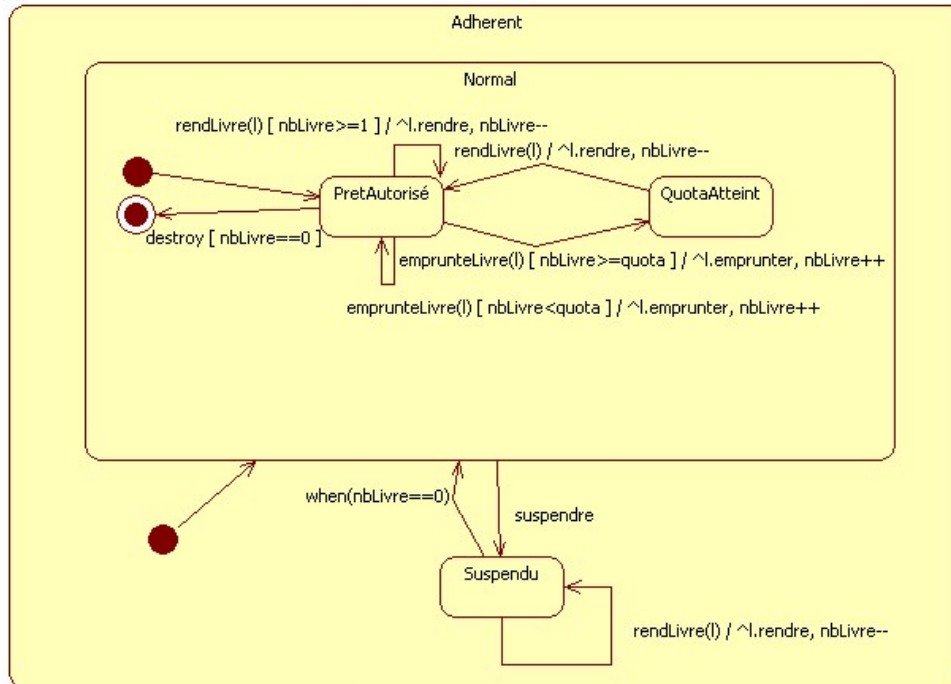 Adherent
Normal
rendLivre(l) [ nbLivre>=1 ] / ^l.rendre, nbLivre--
rendLivre(l) / ^l.rendre, nbLivre--
PretAutorisé
QuotaAtteint
destroy [ nbLivre==0 ]
emprunteLivre(l) [ nbLivre>=quota ] / ^l.emprunter, nbLivre++
emprunteLivre(l) [ nbLivre<quota ] / ^l.emprunter, nbLivre++
when(nbLivre==0)
suspendre
Suspendu
rendLivre(l) / ^l.rendre, nbLivre--